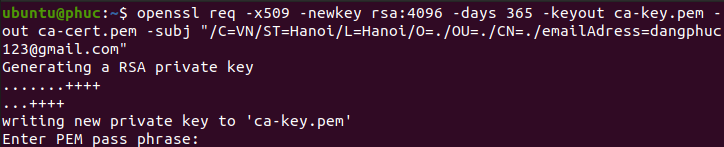 ubuntu@phuc:~$ openssl req -x509 -newkey rsa:4096 -days 365 -keyout ca-key.pem -
out ca-cert.pem -subj "/C=VN/ST=Hanoi/L=Hanoi/O=./OU=./CN=./emailAdress=dangphuc
123@gmail.com"
Generating a RSA private key
.......++++
...++++
writing new private key to 'ca-key.pem'
Enter PEM pass phrase: